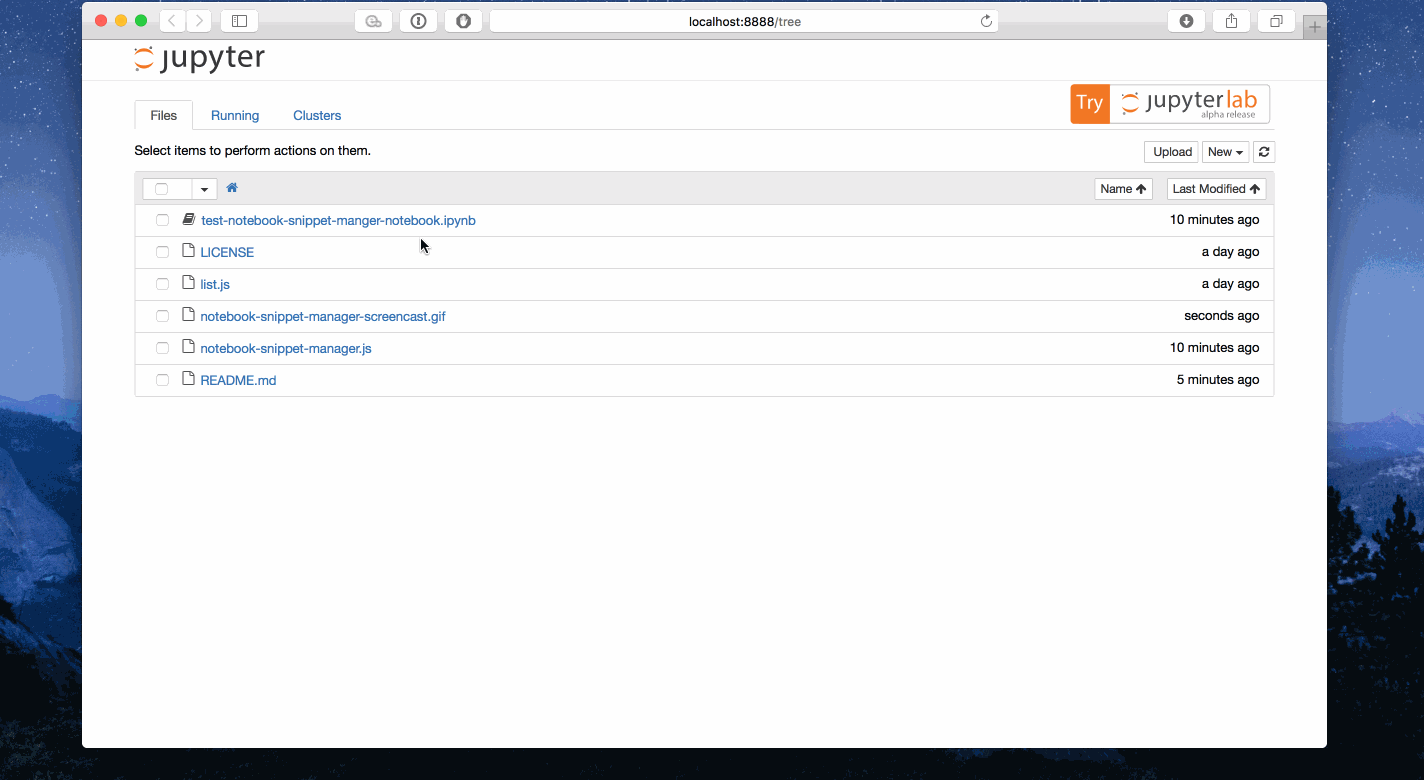 localhost:8888/tree
jupyter
Try jupyterlab
alpha release
Files Running Clusters
Select items to perform actions on them.
Upload New
Name Last Modified
test-notebook-snippet-manger-notebook.ipynb 10 minutes ago
LICENSE a day ago
list.js a day ago
notebook-snippet-manager-screencast.gif seconds ago
notebook-snippet-manager.js 10 minutes ago
README.md 5 minutes ago